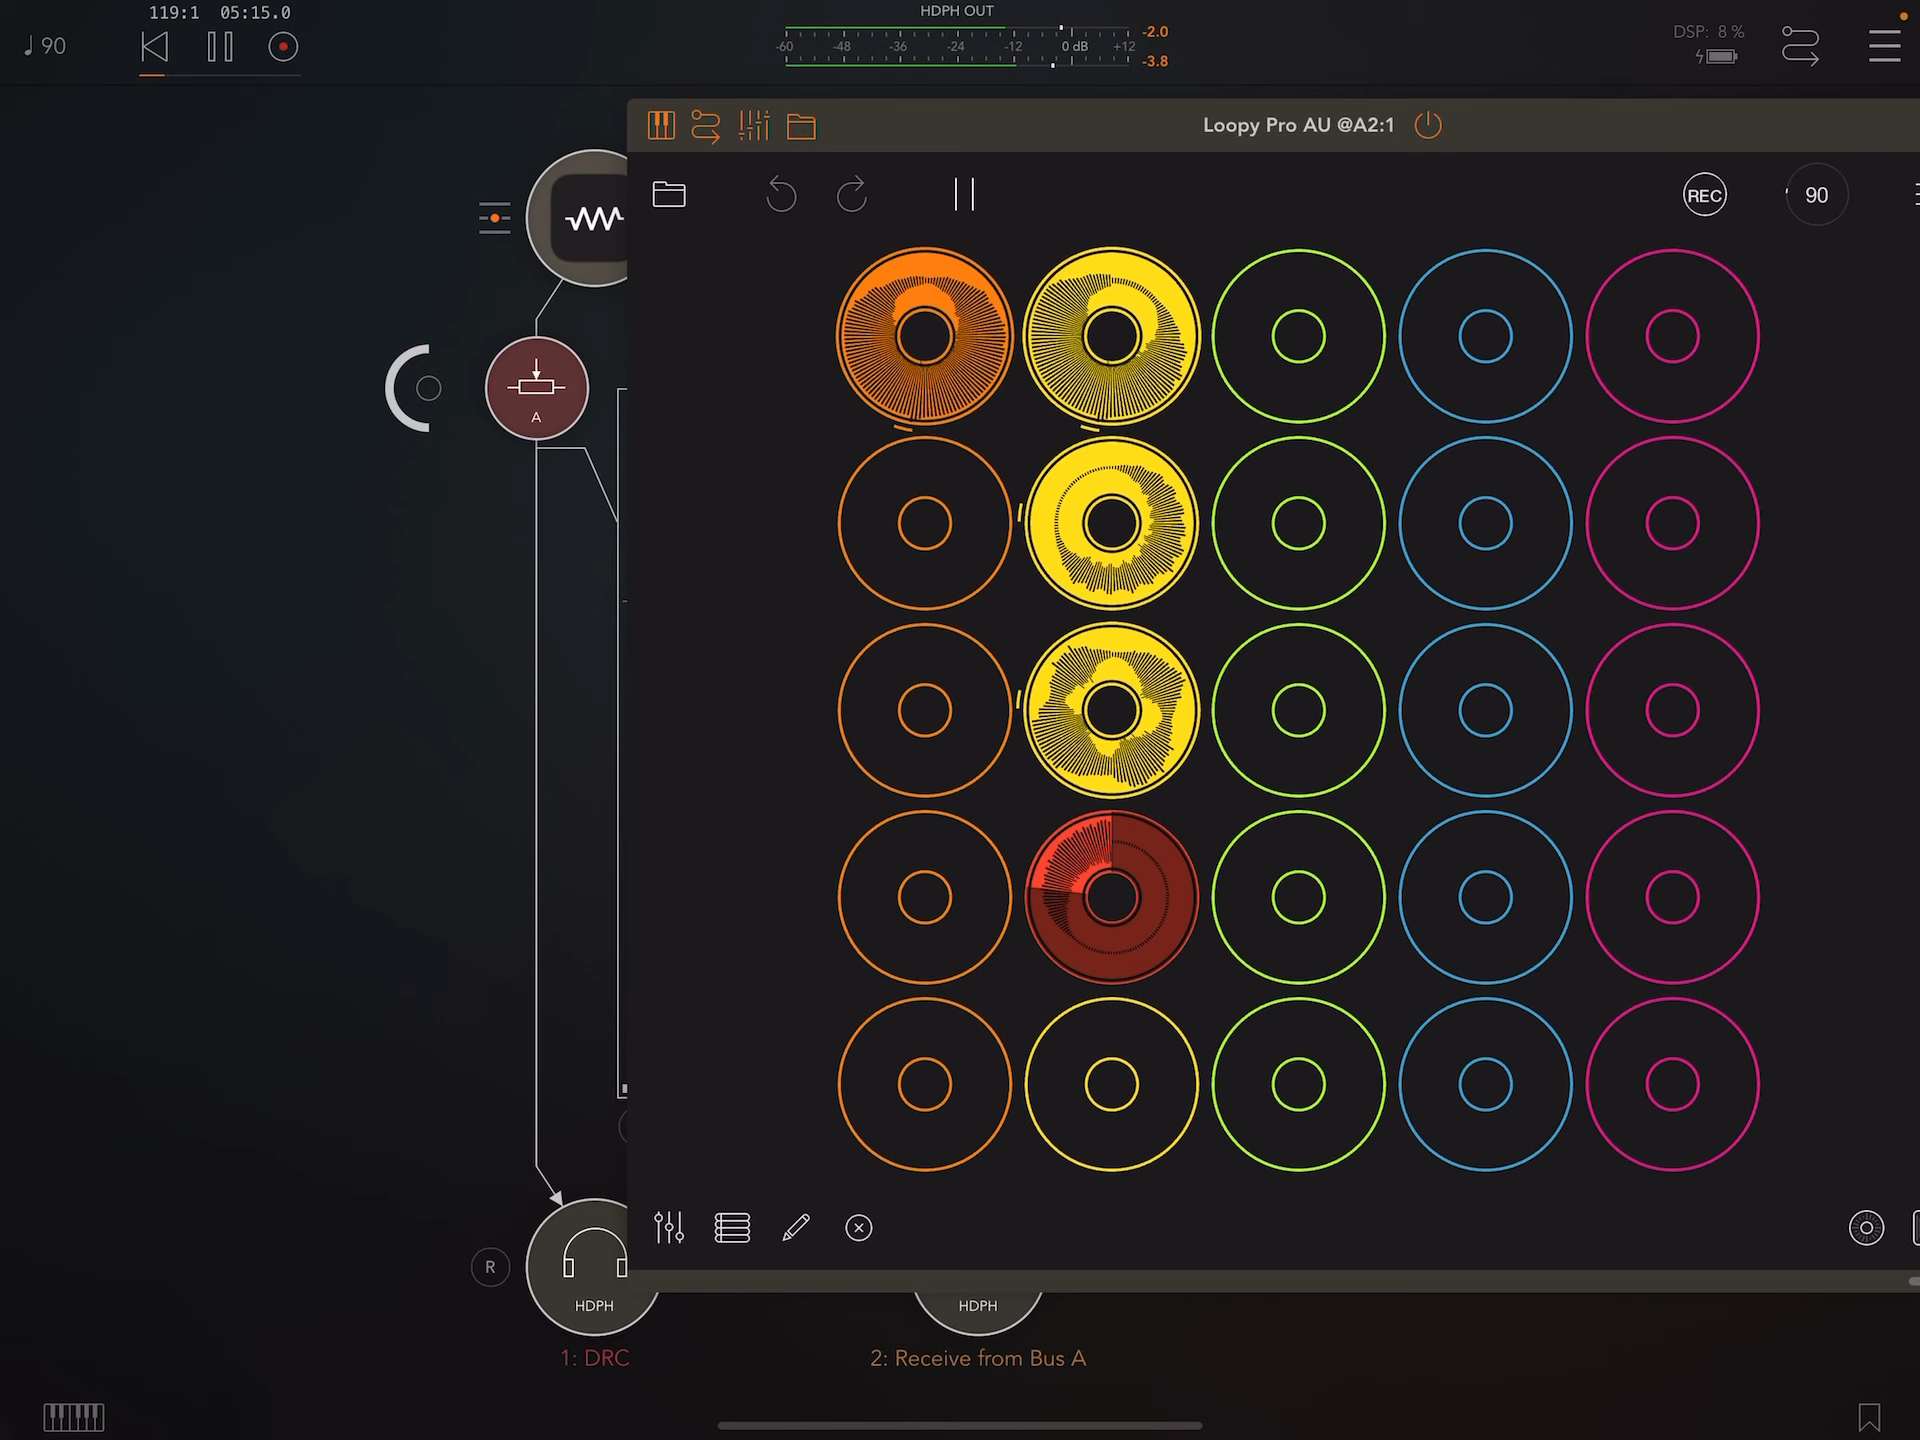 119:1 05:15.0
♩ 90
HDPH OUT
-60 -48 -36 -24 -12 0 dB +12
-2.0
-3.8
DSP: 8 %
Loopy Pro AU @A2:1
REC
90
A
R
HDPH
HDPH
1: DRC
2: Receive from Bus A